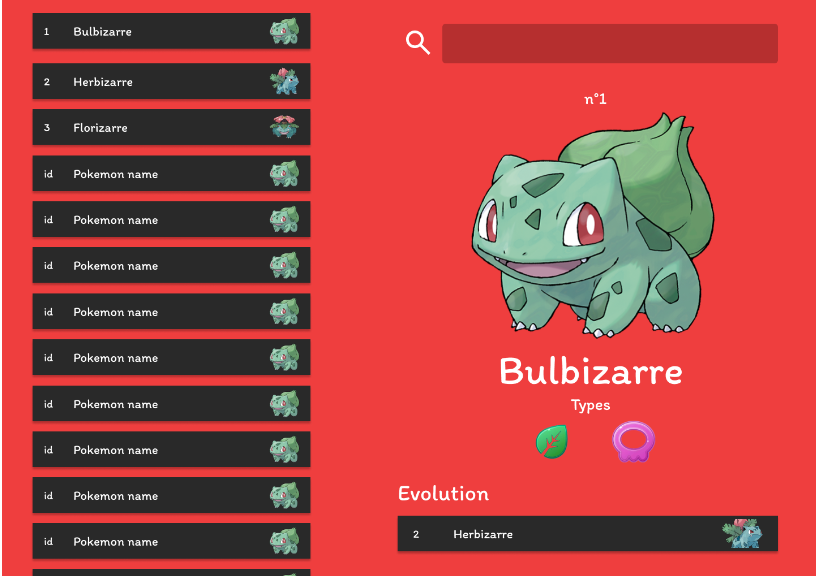 1 Bulbizarre
2 Herbizarre
3 Florizarre
id Pokemon name
id Pokemon name
id Pokemon name
id Pokemon name
id Pokemon name
id Pokemon name
id Pokemon name
id Pokemon name
id Pokemon name
n°1
Bulbizarre
Types
Evolution
2 Herbizarre